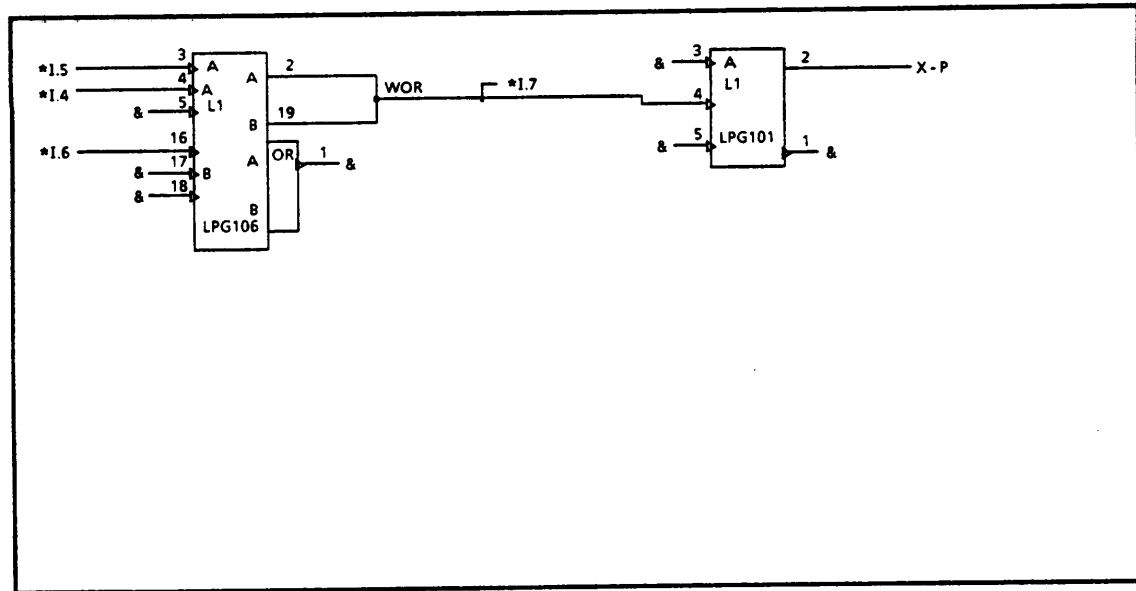 *I.5 3 A A 2 WOR *I.7 & 3 A 2 X - P
*I.4 4 A L1 L1
& 5 B 19 4
*I.6 16 A OR 1 & & 5 LPG101 1 &
& 17 B
& 18 B
LPG106